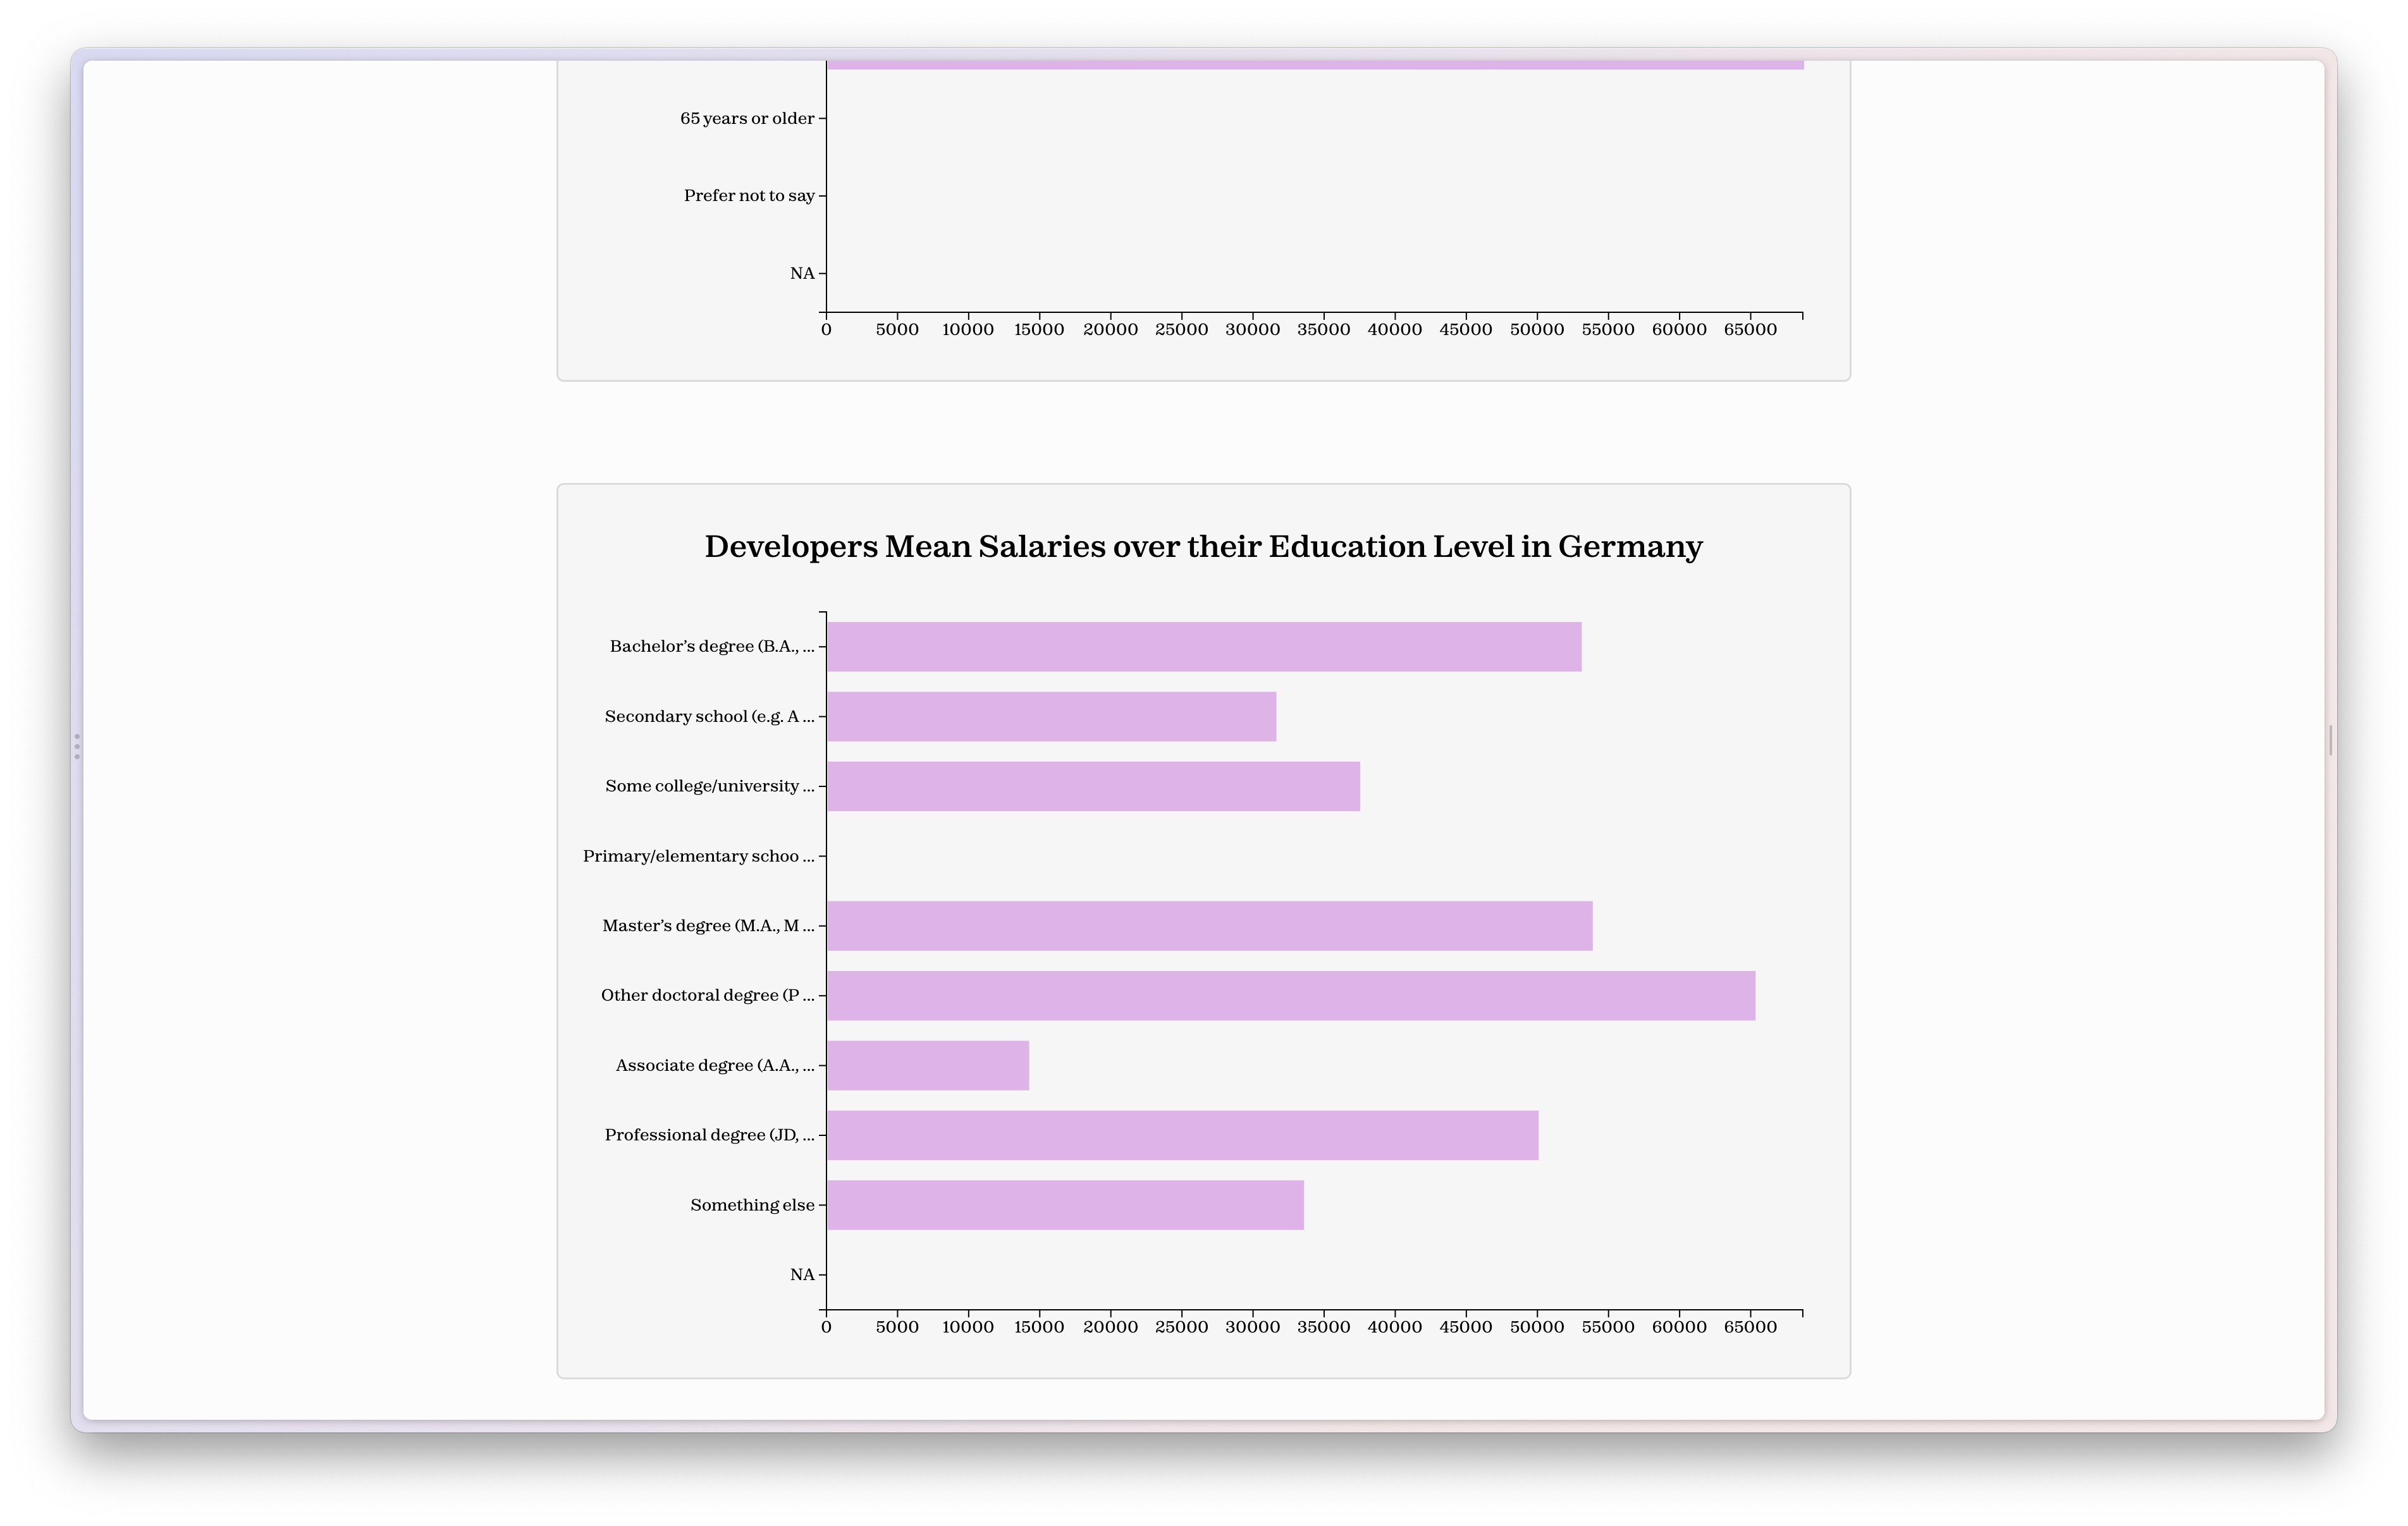 65 years or older
Prefer not to say
NA
0 5000 10000 15000 20000 25000 30000 35000 40000 45000 50000 55000 60000 65000
Developers Mean Salaries over their Education Level in Germany
Bachelor’s degree (B.A., ...
Secondary school (e.g. A ...
Some college/university ...
Primary/elementary schoo ...
Master’s degree (M.A., M ...
Other doctoral degree (P ...
Associate degree (A.A., ...
Professional degree (JD, ...
Something else
NA
0 5000 10000 15000 20000 25000 30000 35000 40000 45000 50000 55000 60000 65000